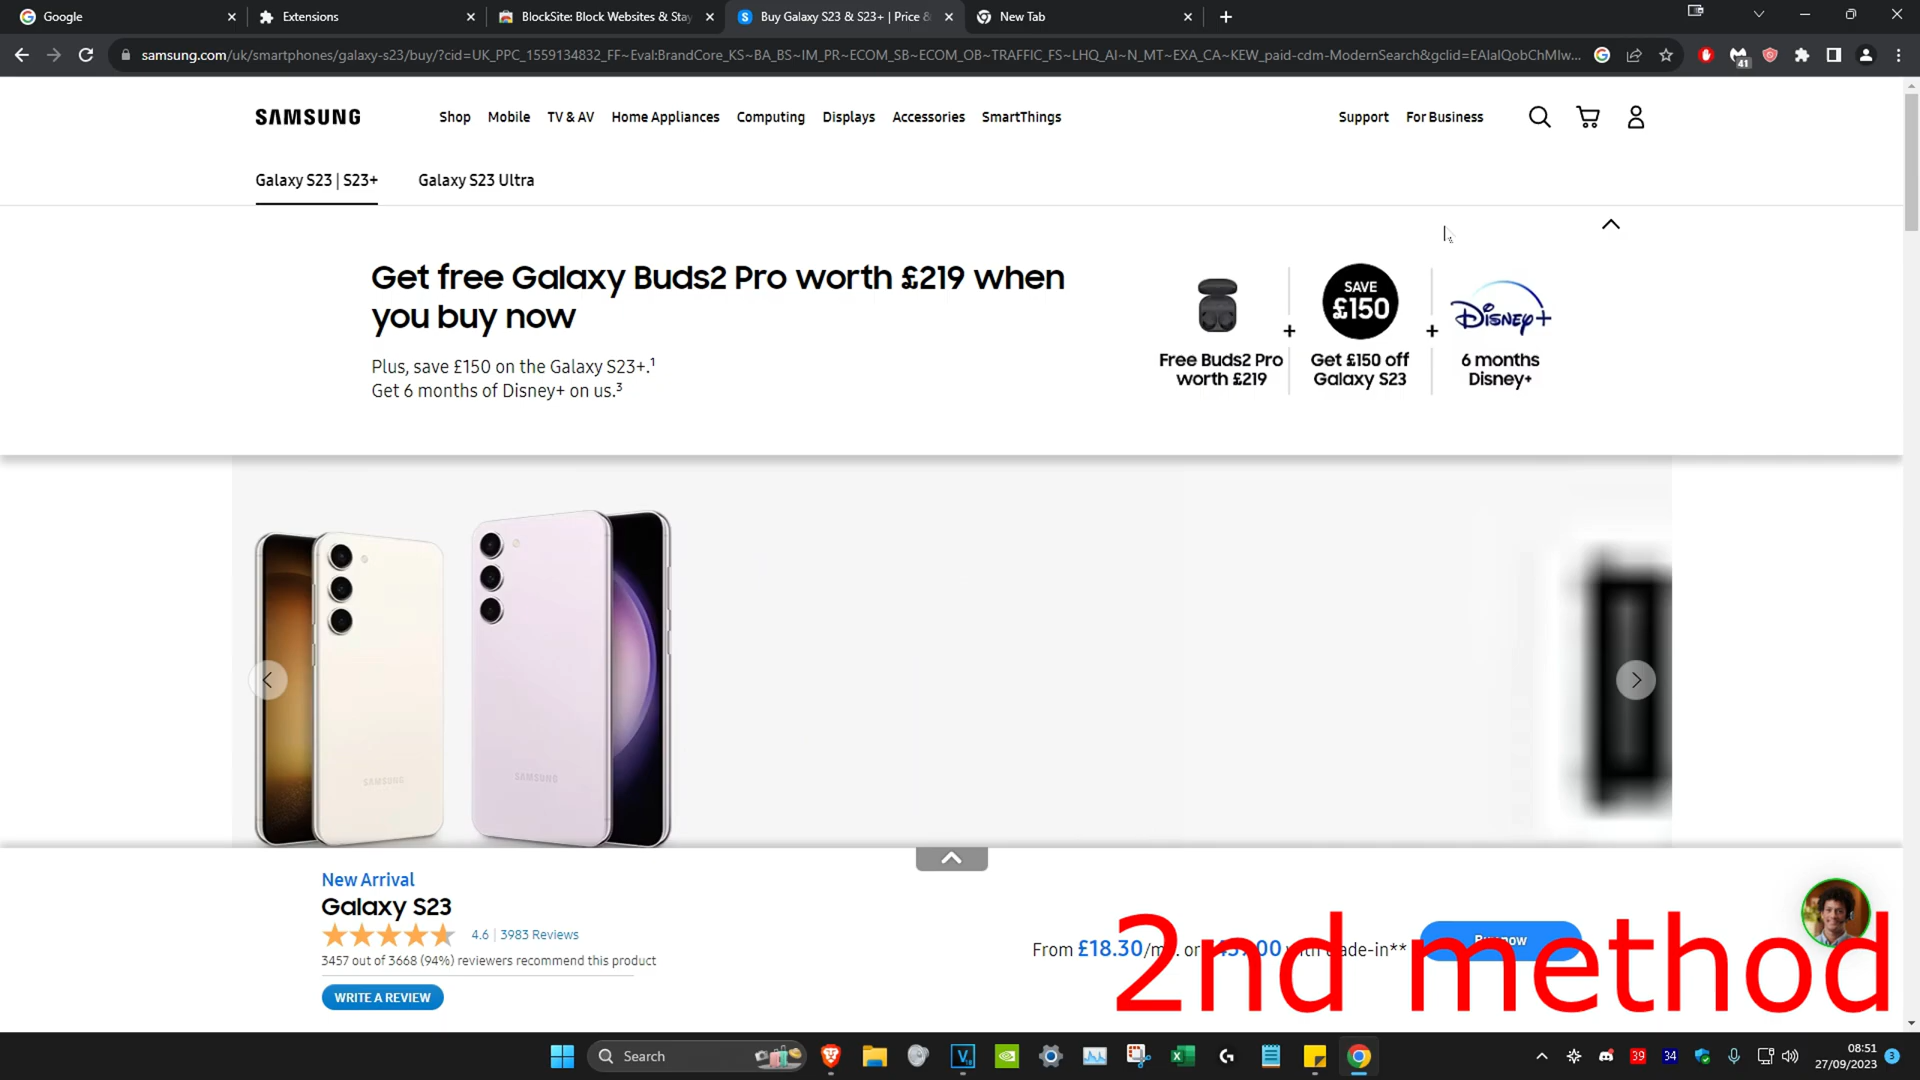 Google
Extensions
BlockSite: Block Websites & Stay
Buy Galaxy S23 & S23+ | Price &
New Tab
samsung.com/uk/smartphones/galaxy-s23/buy/?cid=UK_PPC_1559134832_FF~Eval:BrandCore_KS~BA_BS~IM_PR~ECOM_SB~ECOM_OB~TRAFFIC_FS~LHQ_AI~N_MT~EXA_CA~KEW_paid-cdm-ModernSearch&gclid=EAIaIQobChMIw...
41
SAMSUNG
Shop Mobile TV & AV Home Appliances Computing Displays Accessories SmartThings
Support For Business
Galaxy S23 | S23+ Galaxy S23 Ultra
Get free Galaxy Buds2 Pro worth £219 when
you buy now
Plus, save £150 on the Galaxy S23+.¹
Get 6 months of Disney+ on us.³
SAVE
£150
Disney+
+ +
Free Buds2 Pro
worth £219
Get £150 off
Galaxy S23
6 months
Disney+
SAMSUNG
SAMSUNG
New Arrival
Galaxy S23
4.6 | 3983 Reviews
3457 out of 3668 (94%) reviewers recommend this product
WRITE A REVIEW
From £18.30/
or
2nd method
Search
39
34
08:51
27/09/2023
3